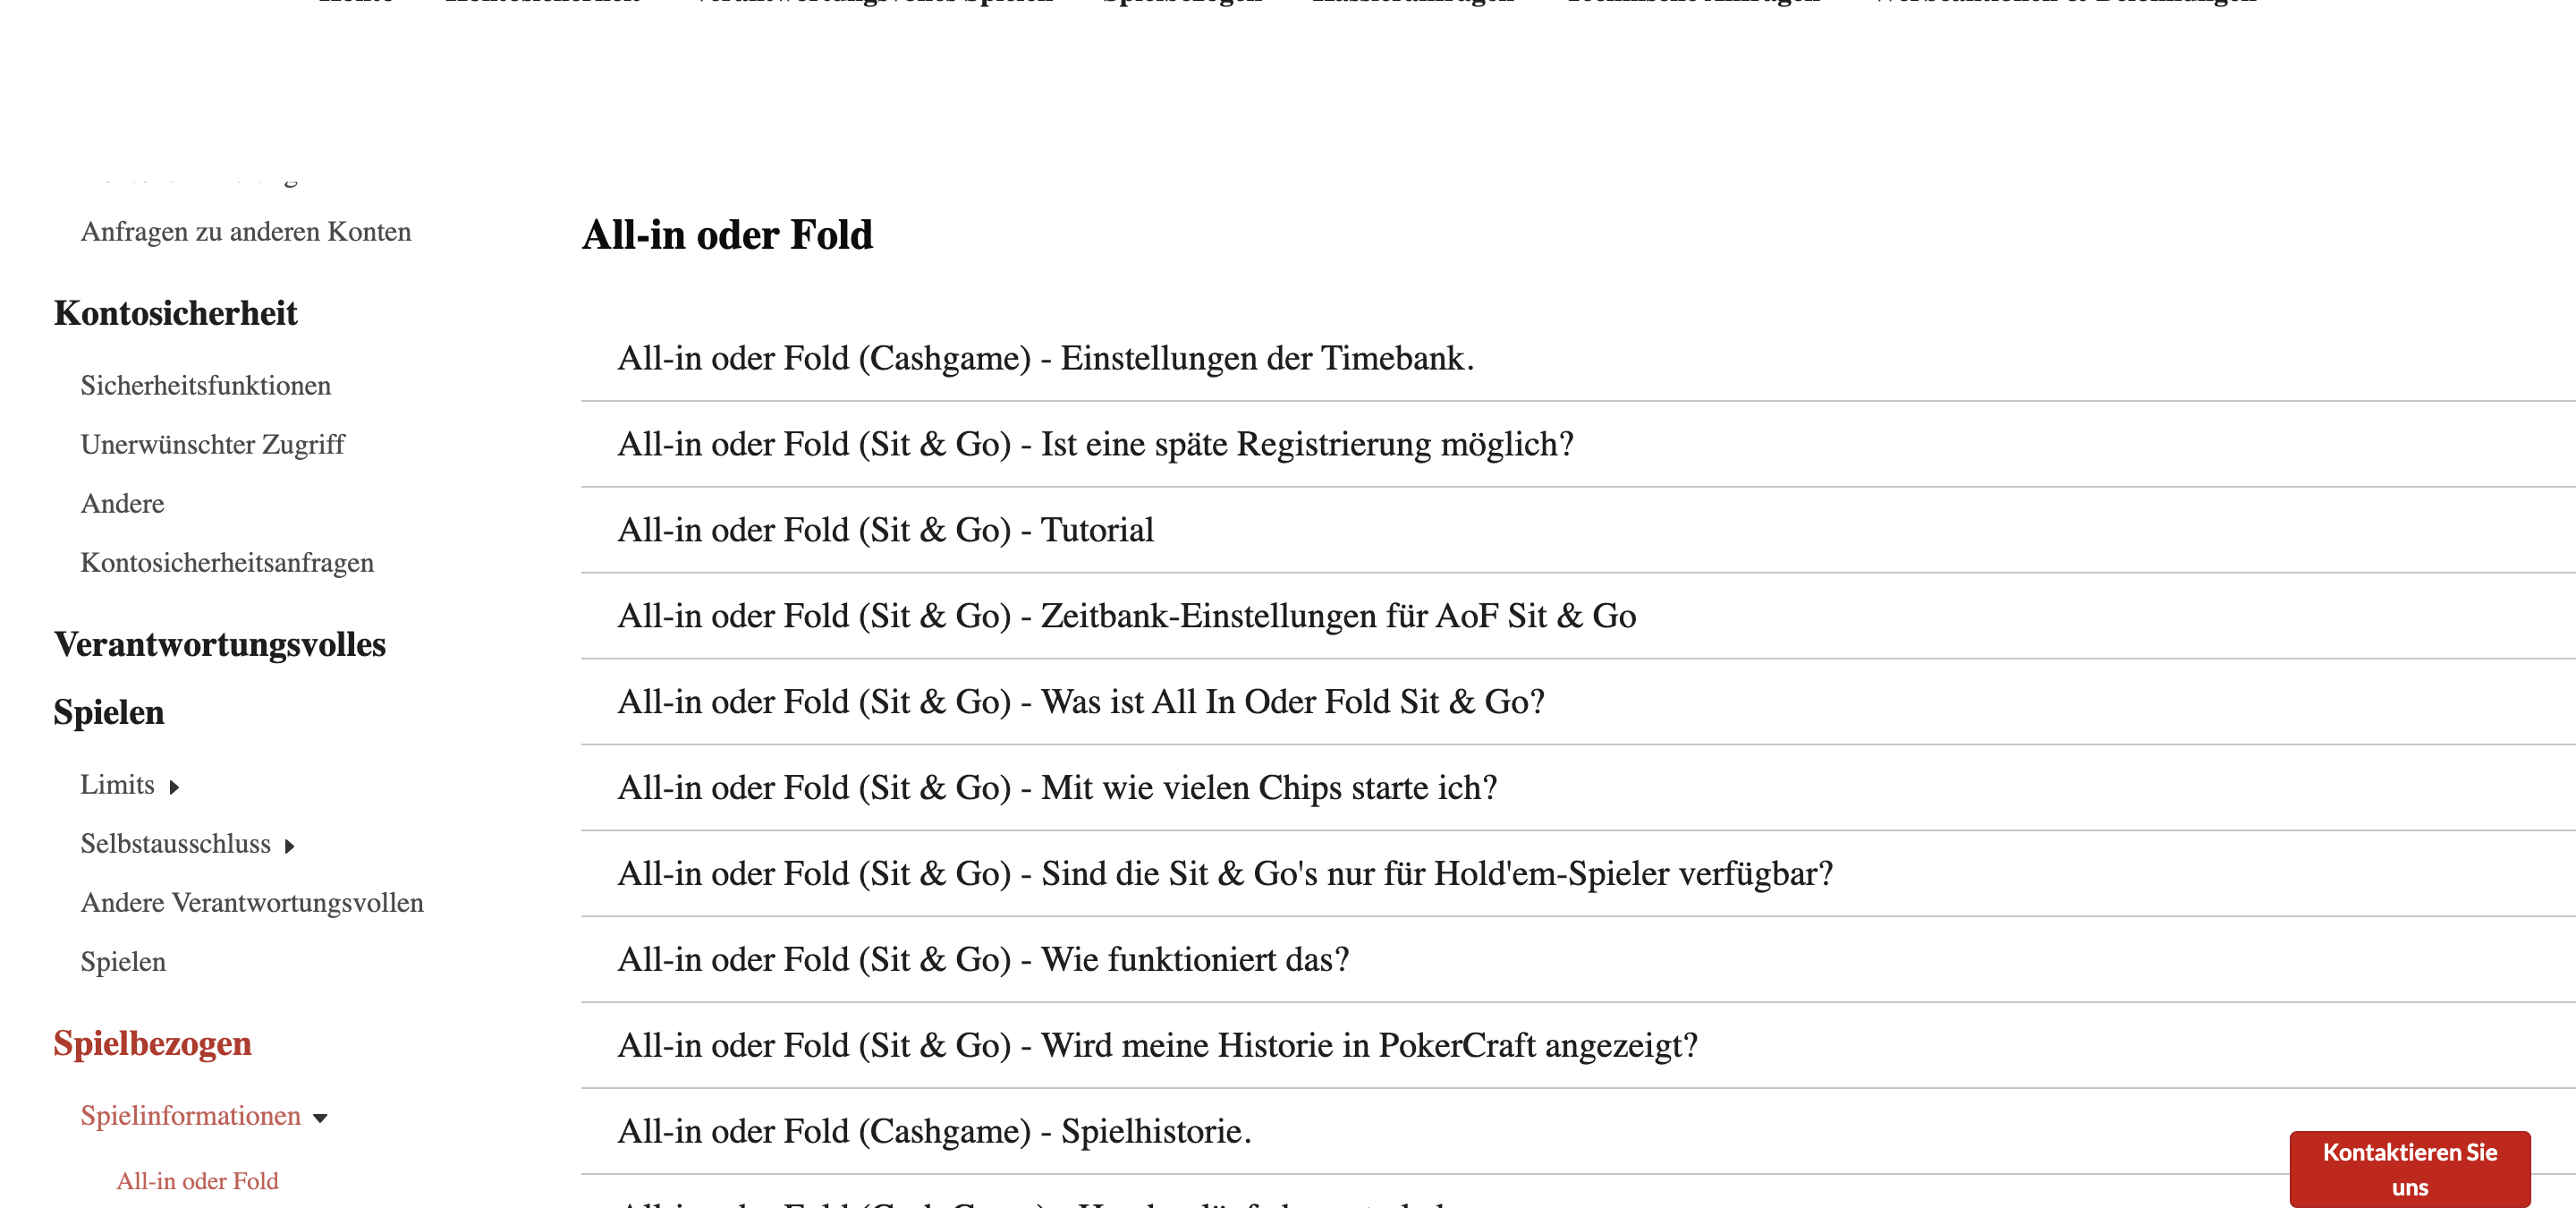 Anfragen zu anderen Konten
Kontosicherheit
Sicherheitsfunktionen
Unerwünschter Zugriff
Andere
Kontosicherheitsanfragen
Verantwortungsvolles
Spielen
Limits
Selbstausschluss
Andere Verantwortungsvollen
Spielen
Spielbezogen
Spielinformationen
All-in oder Fold
All-in oder Fold
All-in oder Fold (Cashgame) - Einstellungen der Timebank.
All-in oder Fold (Sit & Go) - Ist eine späte Registrierung möglich?
All-in oder Fold (Sit & Go) - Tutorial
All-in oder Fold (Sit & Go) - Zeitbank-Einstellungen für AoF Sit & Go
All-in oder Fold (Sit & Go) - Was ist All In Oder Fold Sit & Go?
All-in oder Fold (Sit & Go) - Mit wie vielen Chips starte ich?
All-in oder Fold (Sit & Go) - Sind die Sit & Go's nur für Hold'em-Spieler verfügbar?
All-in oder Fold (Sit & Go) - Wie funktioniert das?
All-in oder Fold (Sit & Go) - Wird meine Historie in PokerCraft angezeigt?
All-in oder Fold (Cashgame) - Spielhistorie.
Kontaktieren Sie
uns